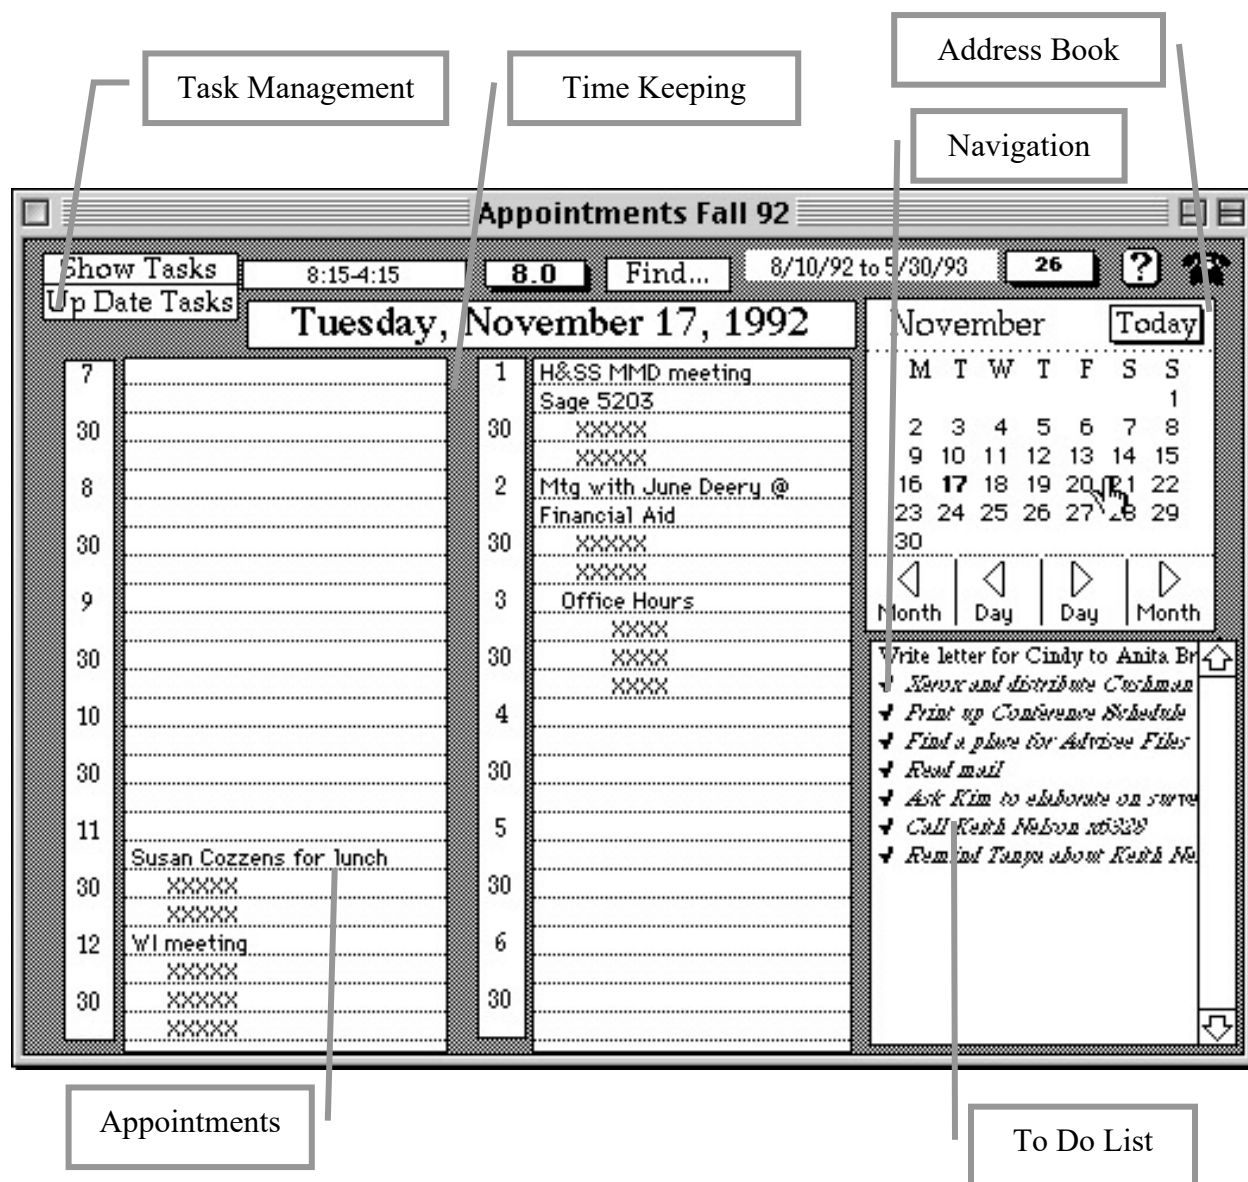 Address Book
Task Management
Time Keeping
Navigation
Appointments Fall 92
Show Tasks
Up Date Tasks
8:15-4:15
8.0
Find...
8/10/92 to 5/30/93
26
?
Tuesday, November 17, 1992
7
30
8
30
9
30
10
30
11
Susan Cozzens for lunch
30 XXXXX
XXXXX
12 WI meeting
XXXXX
30 XXXXX
XXXXX
1 H&SS MMD meeting
Sage 5203
30 XXXXX
XXXXX
2 Mtg with June Deery @
Financial Aid
30 XXXXX
XXXXX
3 Office Hours
XXXX
30 XXXX
XXXX
4
30
5
30
6
30
November Today
M T W T F S S
1
2 3 4 5 6 7 8
9 10 11 12 13 14 15
16 17 18 19 20 21 22
23 24 25 26 27 28 29
30
Month Day Day Month
Write letter for Cindy to Anita Br
Xerox and distribute Cushman
Print up Conference Schedule
Find a place for Advisee Files
Read mail
Ask Kim to elaborate on surve
Call Keith Nelson x6328
Remind Tanya about Keith Ne
Appointments
To Do List